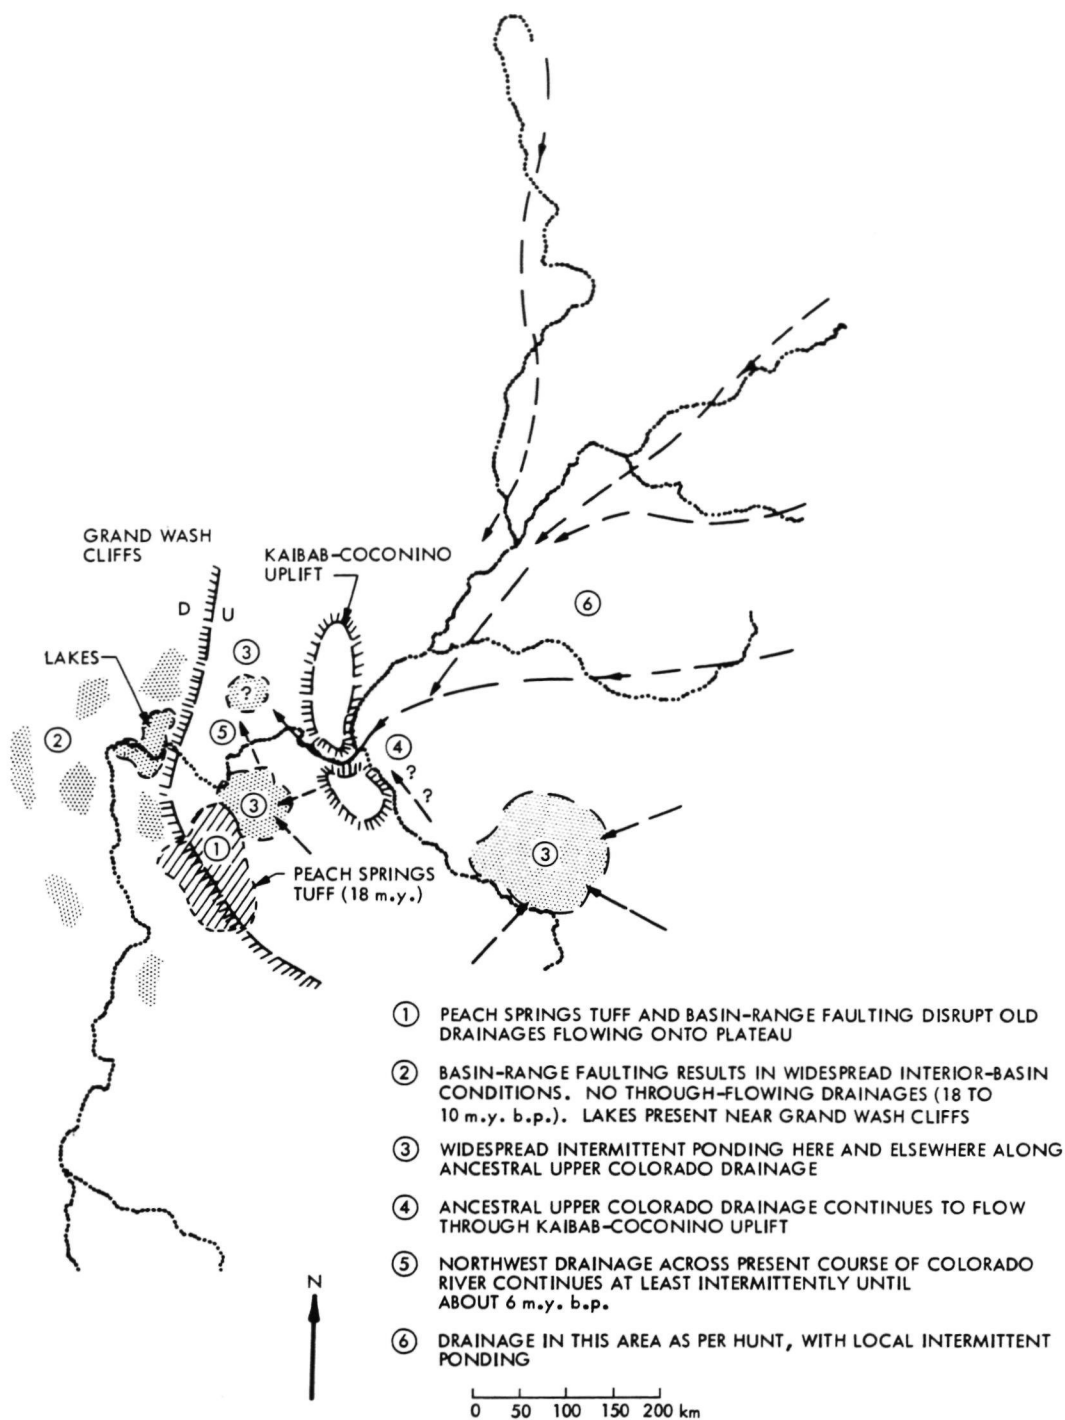 GRAND WASH
CLIFFS
KAIBAB-COCONINO
UPLIFT
D U
6
3
LAKES
?
5
2
4
?
?
3
3
1
PEACH SPRINGS
TUFF (18 m.y.)
1 PEACH SPRINGS TUFF AND BASIN-RANGE FAULTING DISRUPT OLD
DRAINAGES FLOWING ONTO PLATEAU
2 BASIN-RANGE FAULTING RESULTS IN WIDESPREAD INTERIOR-BASIN
CONDITIONS. NO THROUGH-FLOWING DRAINAGES (18 TO
10 m.y. b.p.). LAKES PRESENT NEAR GRAND WASH CLIFFS
3 WIDESPREAD INTERMITTENT PONDING HERE AND ELSEWHERE ALONG
ANCESTRAL UPPER COLORADO DRAINAGE
4 ANCESTRAL UPPER COLORADO DRAINAGE CONTINUES TO FLOW
THROUGH KAIBAB-COCONINO UPLIFT
5 NORTHWEST DRAINAGE ACROSS PRESENT COURSE OF COLORADO
RIVER CONTINUES AT LEAST INTERMITTENTLY UNTIL
ABOUT 6 m.y. b.p.
6 DRAINAGE IN THIS AREA AS PER HUNT, WITH LOCAL INTERMITTENT
PONDING
N
0 50 100 150 200 km